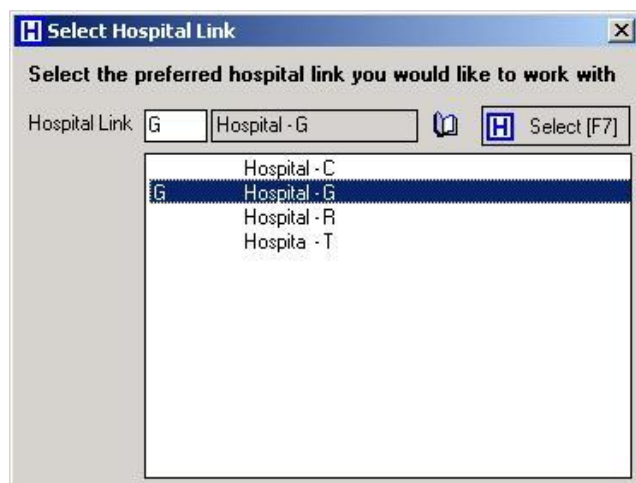 H Select Hospital Link
Select the preferred hospital link you would like to work with
Hospital Link G Hospital - G H Select [F7]
Hospital - C
G Hospital - G
Hospital - R
Hospita - T